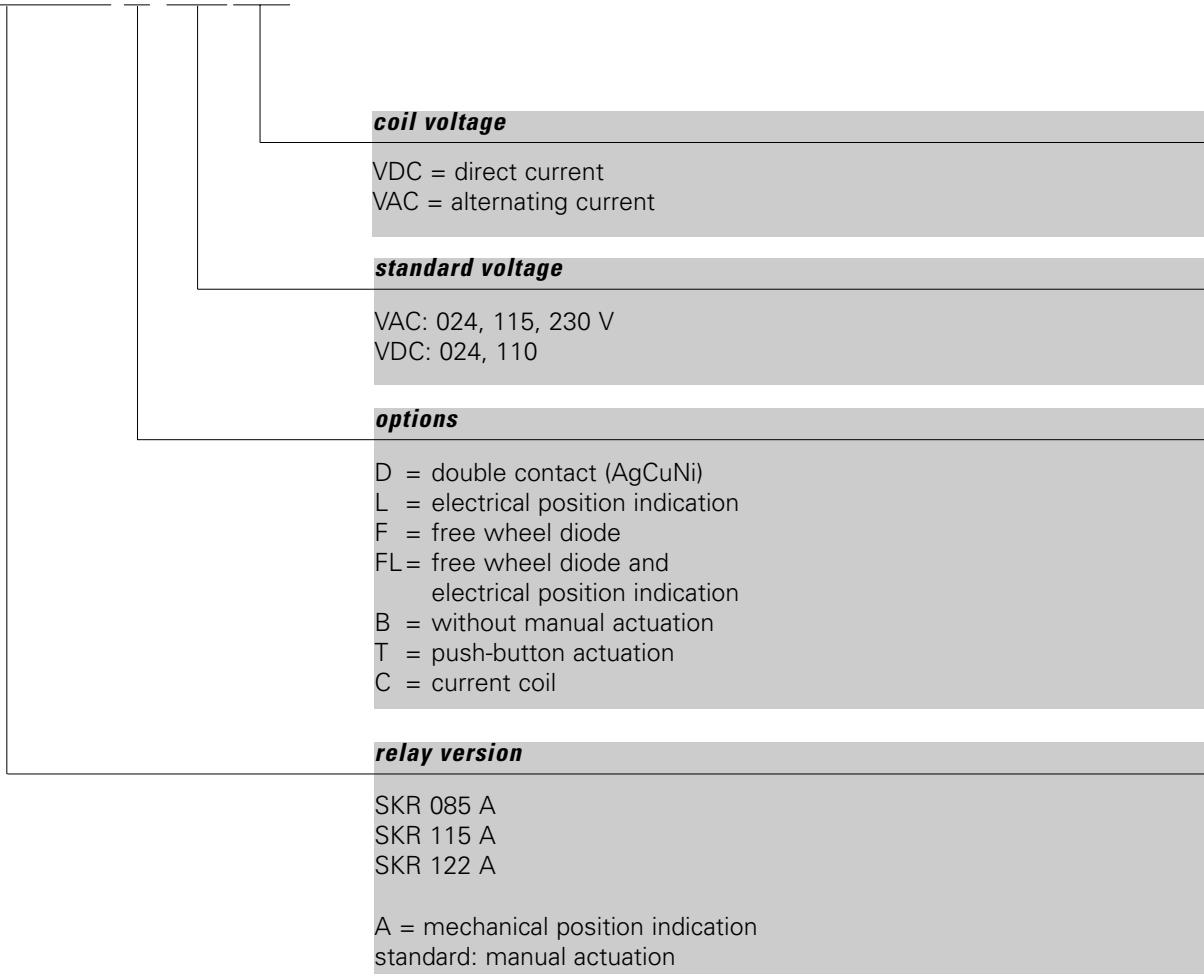 coil voltage
VDC = direct current
VAC = alternating current
standard voltage
VAC: 024, 115, 230 V
VDC: 024, 110
options
D = double contact (AgCuNi)
L = electrical position indication
F = free wheel diode
FL= free wheel diode and
electrical position indication
B = without manual actuation
T = push-button actuation
C = current coil
relay version
SKR 085 A
SKR 115 A
SKR 122 A
A = mechanical position indication
standard: manual actuation